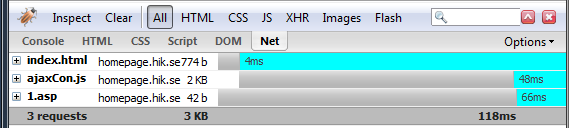 Inspect Clear All HTML CSS JS XHR Images Flash
Console HTML CSS Script DOM Net Options
index.html homepage.hik.se 774 b 4ms
ajaxCon.js homepage.hik.se 2 KB 48ms
1.asp homepage.hik.se 42 b 66ms
3 requests 3 KB 118ms